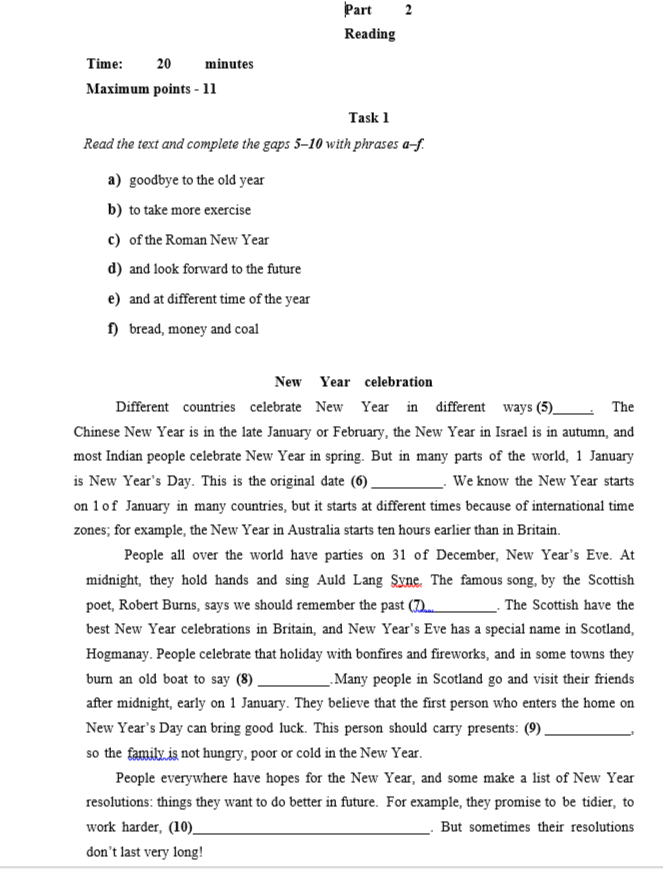 Part 2
Reading
Time: 20 minutes
Maximum points - 11
Task 1
Read the text and complete the gaps 5–10 with phrases a–f.
a) goodbye to the old year
b) to take more exercise
c) of the Roman New Year
d) and look forward to the future
e) and at different time of the year
f) bread, money and coal
New Year celebration
Different countries celebrate New Year in different ways (5)_____. The
Chinese New Year is in the late January or February, the New Year in Israel is in autumn, and
most Indian people celebrate New Year in spring. But in many parts of the world, 1 January
is New Year's Day. This is the original date (6) _________. We know the New Year starts
on 1 of January in many countries, but it starts at different times because of international time
zones; for example, the New Year in Australia starts ten hours earlier than in Britain.
People all over the world have parties on 31 of December, New Year's Eve. At
midnight, they hold hands and sing Auld Lang Syne. The famous song, by the Scottish
poet, Robert Burns, says we should remember the past (7)_________. The Scottish have the
best New Year celebrations in Britain, and New Year's Eve has a special name in Scotland,
Hogmanay. People celebrate that holiday with bonfires and fireworks, and in some towns they
burn an old boat to say (8) _________.Many people in Scotland go and visit their friends
after midnight, early on 1 January. They believe that the first person who enters the home on
New Year's Day can bring good luck. This person should carry presents: (9) ___________,
so the family is not hungry, poor or cold in the New Year.
People everywhere have hopes for the New Year, and some make a list of New Year
resolutions: things they want to do better in future. For example, they promise to be tidier, to
work harder, (10)______________________________. But sometimes their resolutions
don't last very long!